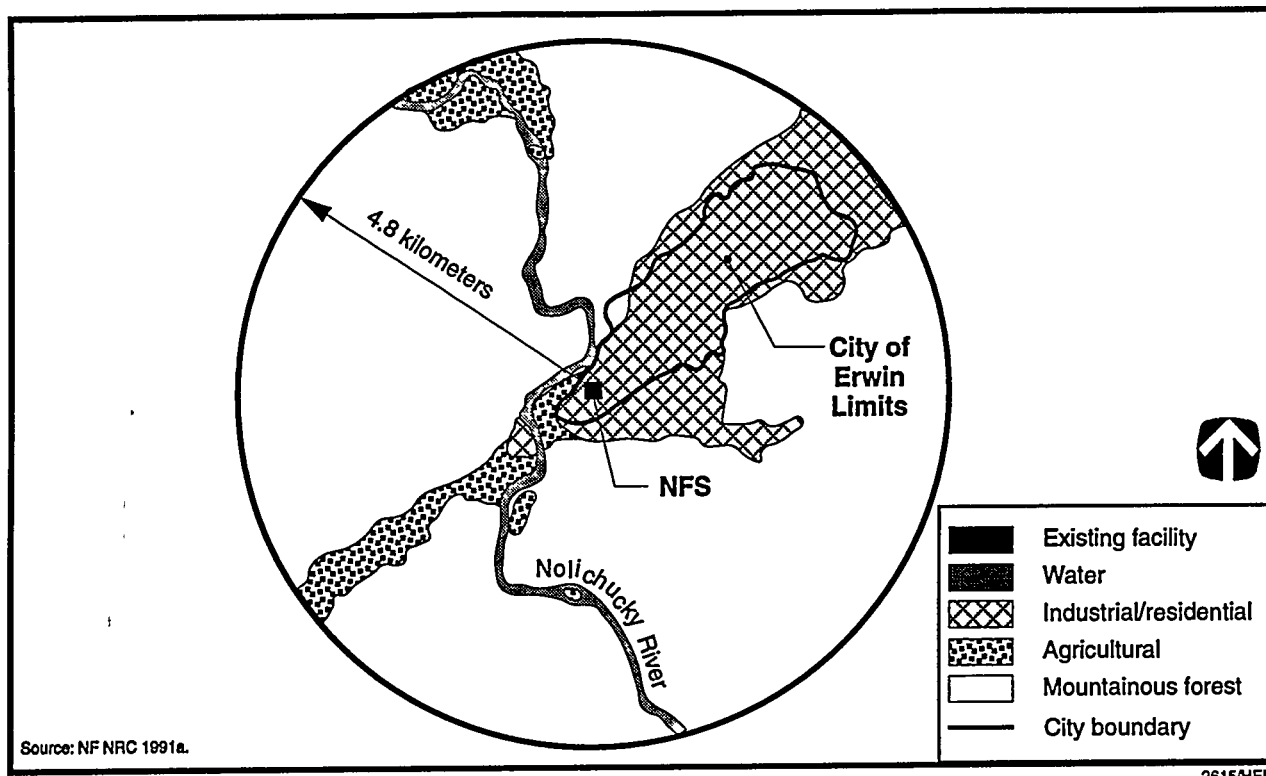 4.8 kilometers
City of
Erwin
Limits
NFS
Nolichucky River
Existing facility
Water
Industrial/residential
Agricultural
Mountainous forest
City boundary
Source: NF NRC 1991a.